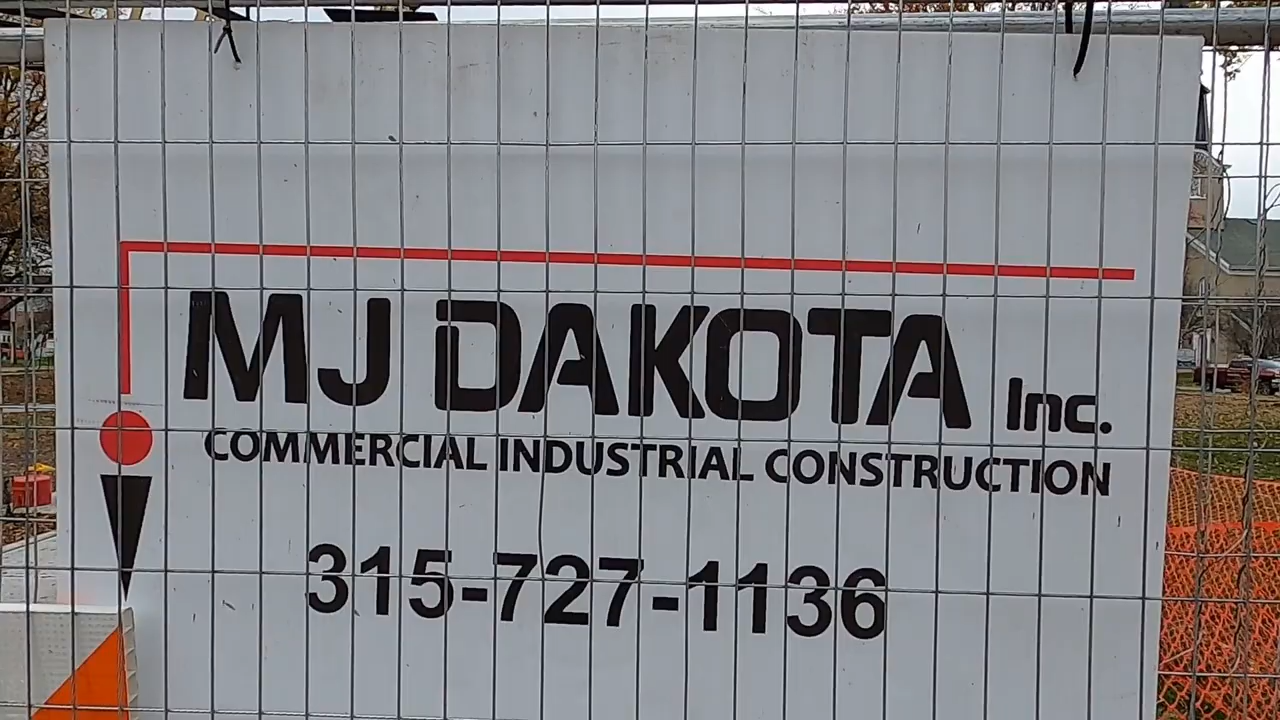 MJ DAKOTA Inc.
COMMERCIAL INDUSTRIAL CONSTRUCTION
315-727-1136